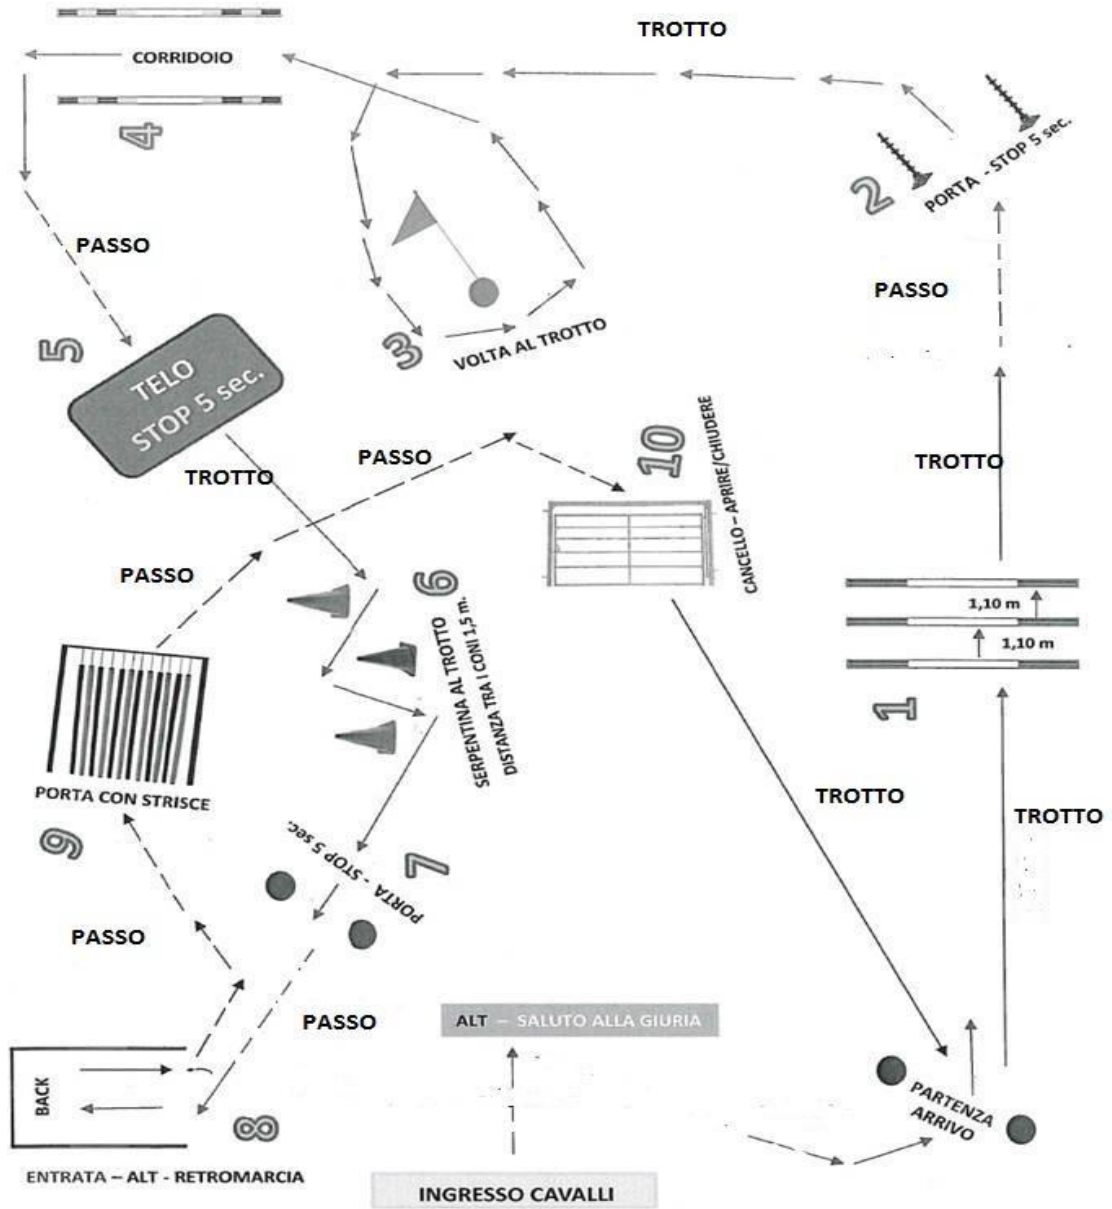 TROTTO
CORRIDOIO
4
2
PORTA - STOP 5 sec.
PASSO
PASSO
5
3
VOLTA AL TROTTO
TELO
STOP 5 sec.
TROTTO
PASSO
10
CANCELLO – APRIRE/CHIUDERE
TROTTO
PASSO
6
SERPENTINA AL TROTTO
DISTANZA TRA I CONI 1,5 m.
1,10 m
1,10 m
1
PORTA CON STRISCE
9
TROTTO
TROTTO
PORTA - STOP 5 sec.
7
PASSO
PASSO
ALT – SALUTO ALLA GIURIA
BACK
8
PARTENZA
ARRIVO
ENTRATA – ALT - RETROMARCIA
INGRESSO CAVALLI